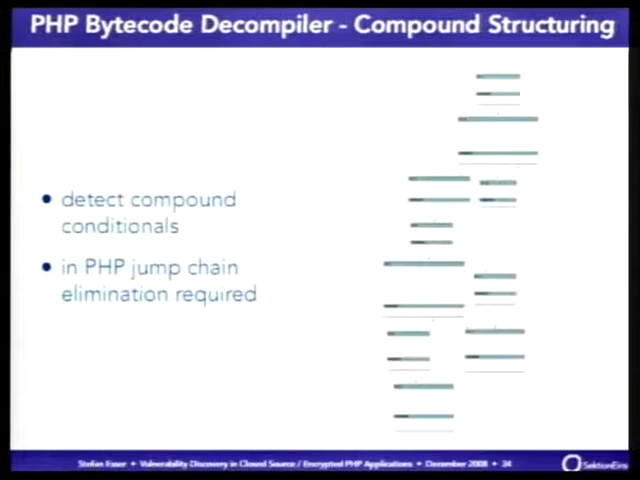 PHP Bytecode Decompiler - Compound Structuring
• detect compound
conditionals
• in PHP jump chain
elimination required
Stefan Esser • Vulnerability Discovery in Closed Source / Encrypted PHP Applications • December 2008 • 24
SektionEins